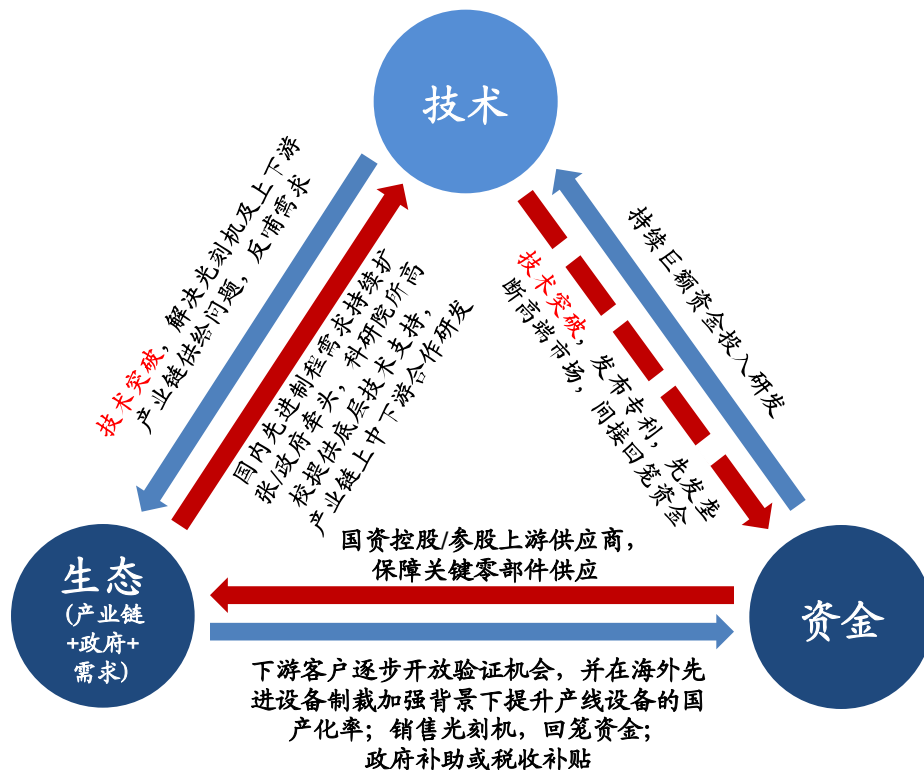 技术
技术突破，解决光刻机及上下游
产业链供给问题，反哺需求
国内先进制程需求持续扩
张/政府牵头，科研院所高
校提供底层技术支持，
产业链上中下游合作研发
技术突破，发布专利，先发垄
断高端市场，间接回笼资金
持续巨额资金投入研发
国资控股/参股上游供应商，
保障关键零部件供应
生态
(产业链
+政府+
需求)
资金
下游客户逐步开放验证机会，并在海外先
进设备制裁加强背景下提升产线设备的国
产化率；销售光刻机，回笼资金；
政府补助或税收补贴